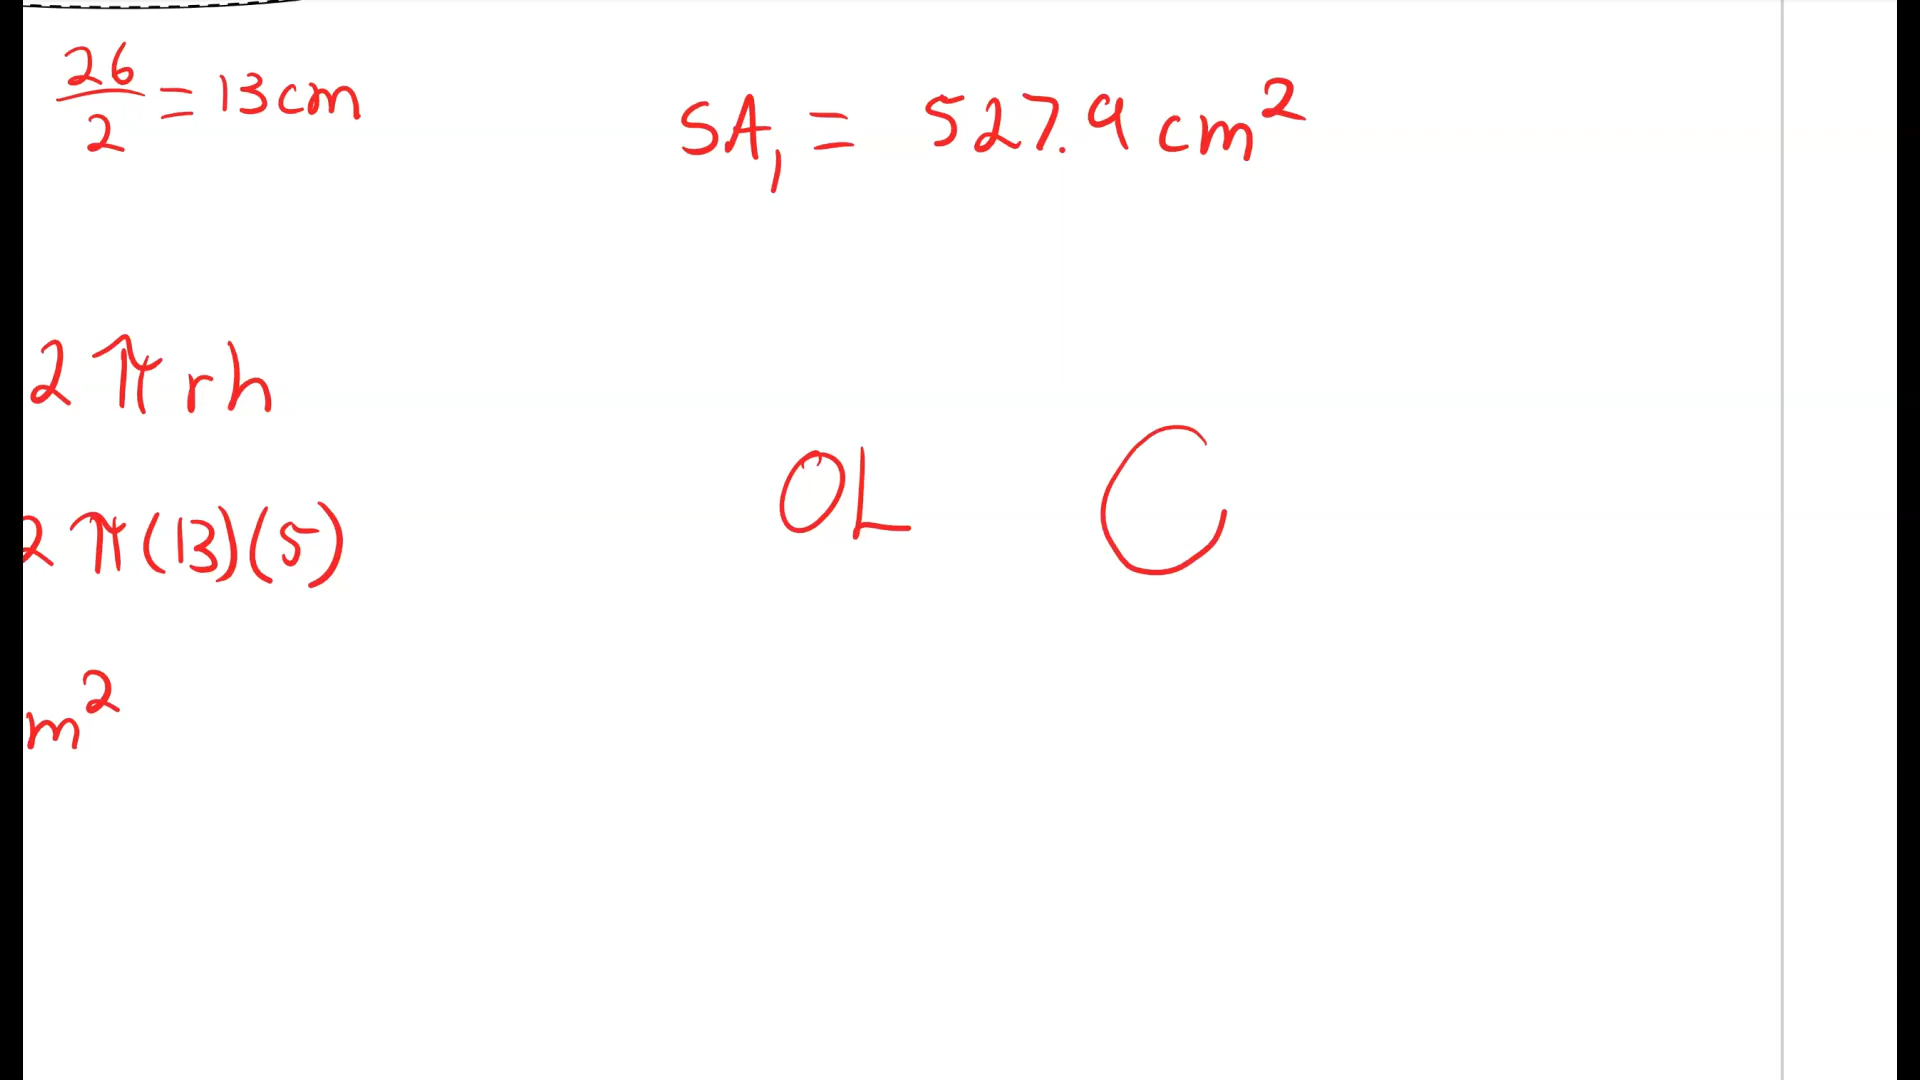 26/2 = 13cm
SA₁ = 527.9 cm²
2πrh
2π(13)(5)
OL C
m²